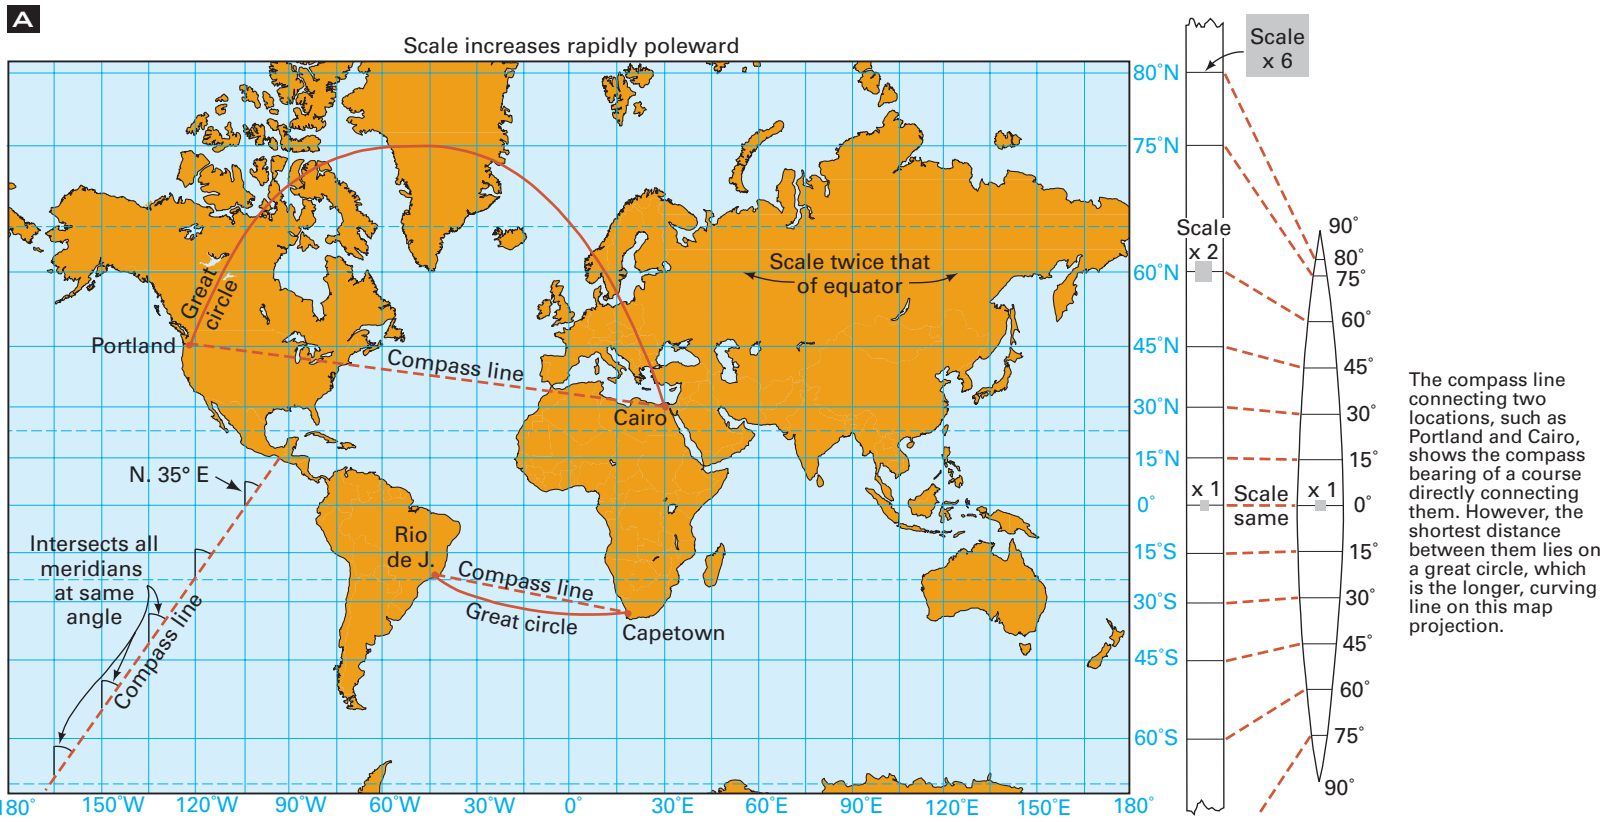 A
Scale increases rapidly poleward
Scale
x 6
80°N
75°N
60°N
45°N
30°N
15°N
0°
15°S
30°S
45°S
60°S
Scale
x 2
Scale twice that
of equator
Great
circle
Portland
Compass line
Cairo
N. 35° E
Rio
de J.
Compass line
Great circle
Capetown
Intersects all
meridians
at same
angle
Compass line
x 1
Scale
same
x 1
90°
80°
75°
60°
45°
30°
15°
0°
15°
30°
45°
60°
75°
90°
180°
150°W
120°W
90°W
60°W
30°W
0°
30°E
60°E
90°E
120°E
150°E
180°
The compass line
connecting two
locations, such as
Portland and Cairo,
shows the compass
bearing of a course
directly connecting
them. However, the
shortest distance
between them lies on
a great circle, which
is the longer, curving
line on this map
projection.